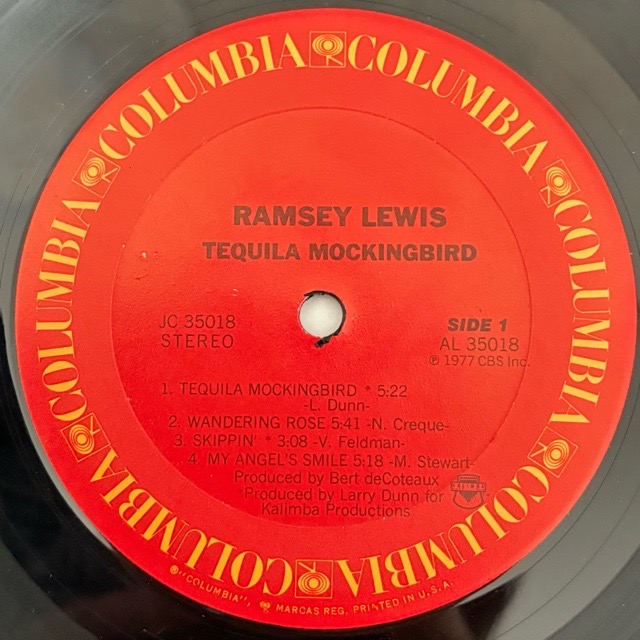 COLUMBIA COLUMBIA COLUMBIA COLUMBIA COLUMBIA COLUMBIA COLUMBIA
RAMSEY LEWIS
TEQUILA MOCKINGBIRD
JC 35018
STEREO
SIDE 1
AL 35018
℗ 1977 CBS Inc.
1. TEQUILA MOCKINGBIRD * 5:22
-L. Dunn-
2. WANDERING ROSE 5:41 -N. Creque-
3. SKIPPIN' * 3:08 -V. Feldman-
4. MY ANGEL'S SMILE 5:18 -M. Stewart-
Produced by Bert deCoteaux
*Produced by Larry Dunn for
Kalimba Productions
®"COLUMBIA", MARCAS REG. PRINTED IN U.S.A.